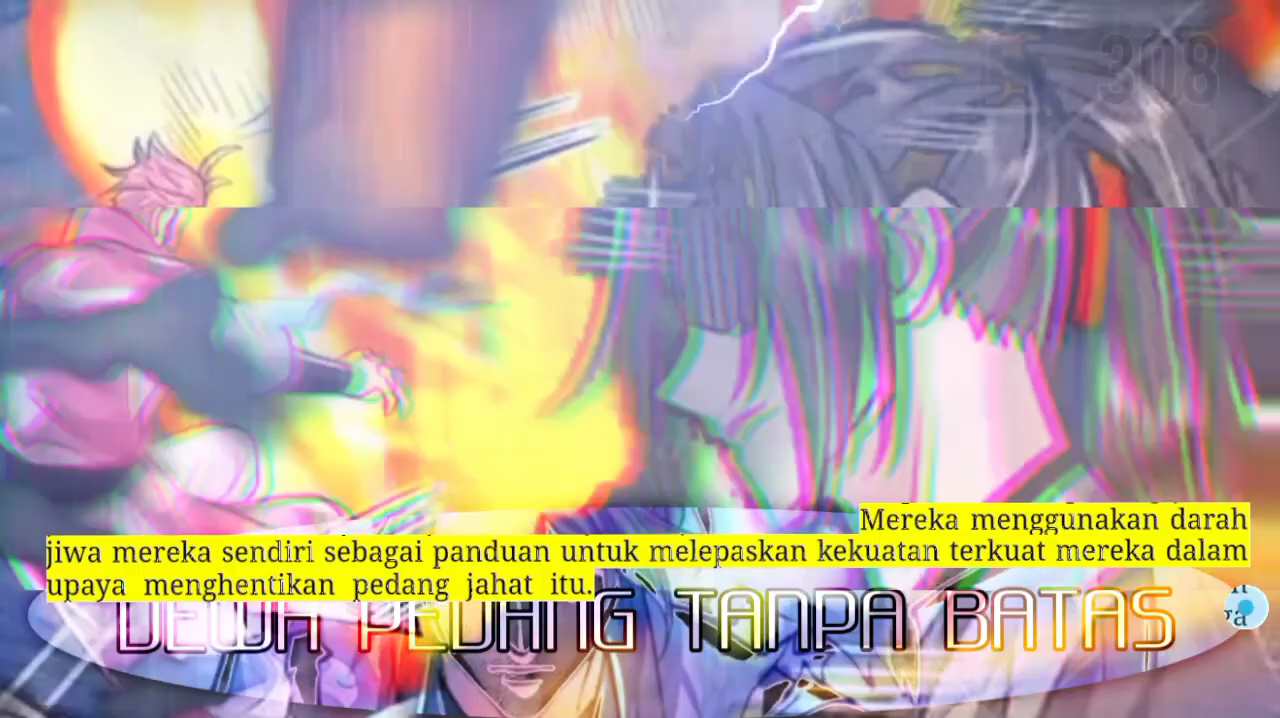 308
Mereka menggunakan darah
jiwa mereka sendiri sebagai panduan untuk melepaskan kekuatan terkuat mereka dalam
upaya menghentikan pedang jahat itu.
DEWA PEDANG TANPA BATAS